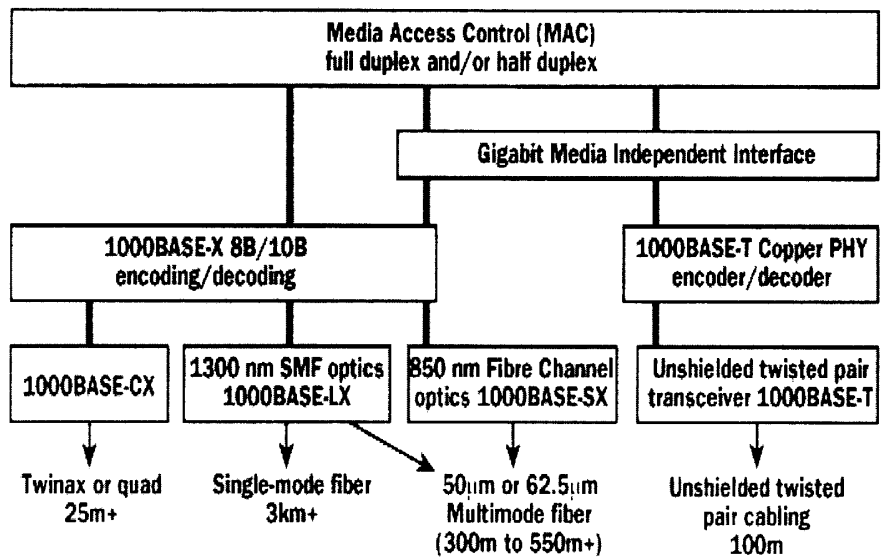 Media Access Control (MAC)
full duplex and/or half duplex
Gigabit Media Independent Interface
1000BASE-X 8B/10B
encoding/decoding
1000BASE-T Copper PHY
encoder/decoder
1000BASE-CX
1300 nm SMF optics
1000BASE-LX
850 nm Fibre Channel
optics 1000BASE-SX
Unshielded twisted pair
transceiver 1000BASE-T
Twinax or quad
25m+
Single-mode fiber
3km+
50µm or 62.5µm
Multimode fiber
(300m to 550m+)
Unshielded twisted
pair cabling
100m